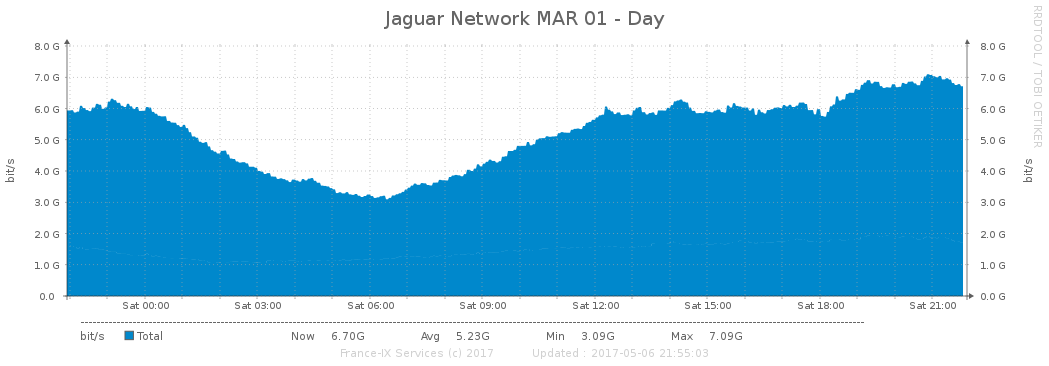 Jaguar Network MAR 01 - Day
RRDTOOL / TOBI OETIKER
8.0 G 8.0 G
7.0 G 7.0 G
6.0 G 6.0 G
5.0 G 5.0 G
4.0 G 4.0 G
3.0 G 3.0 G
2.0 G 2.0 G
1.0 G 1.0 G
0.0 0.0 G
bit/s bit/s
Sat 00:00 Sat 03:00 Sat 06:00 Sat 09:00 Sat 12:00 Sat 15:00 Sat 18:00 Sat 21:00
bit/s Total Now 6.70G Avg 5.23G Min 3.09G Max 7.09G
France-IX Services (c) 2017 Updated : 2017-05-06 21:55:03